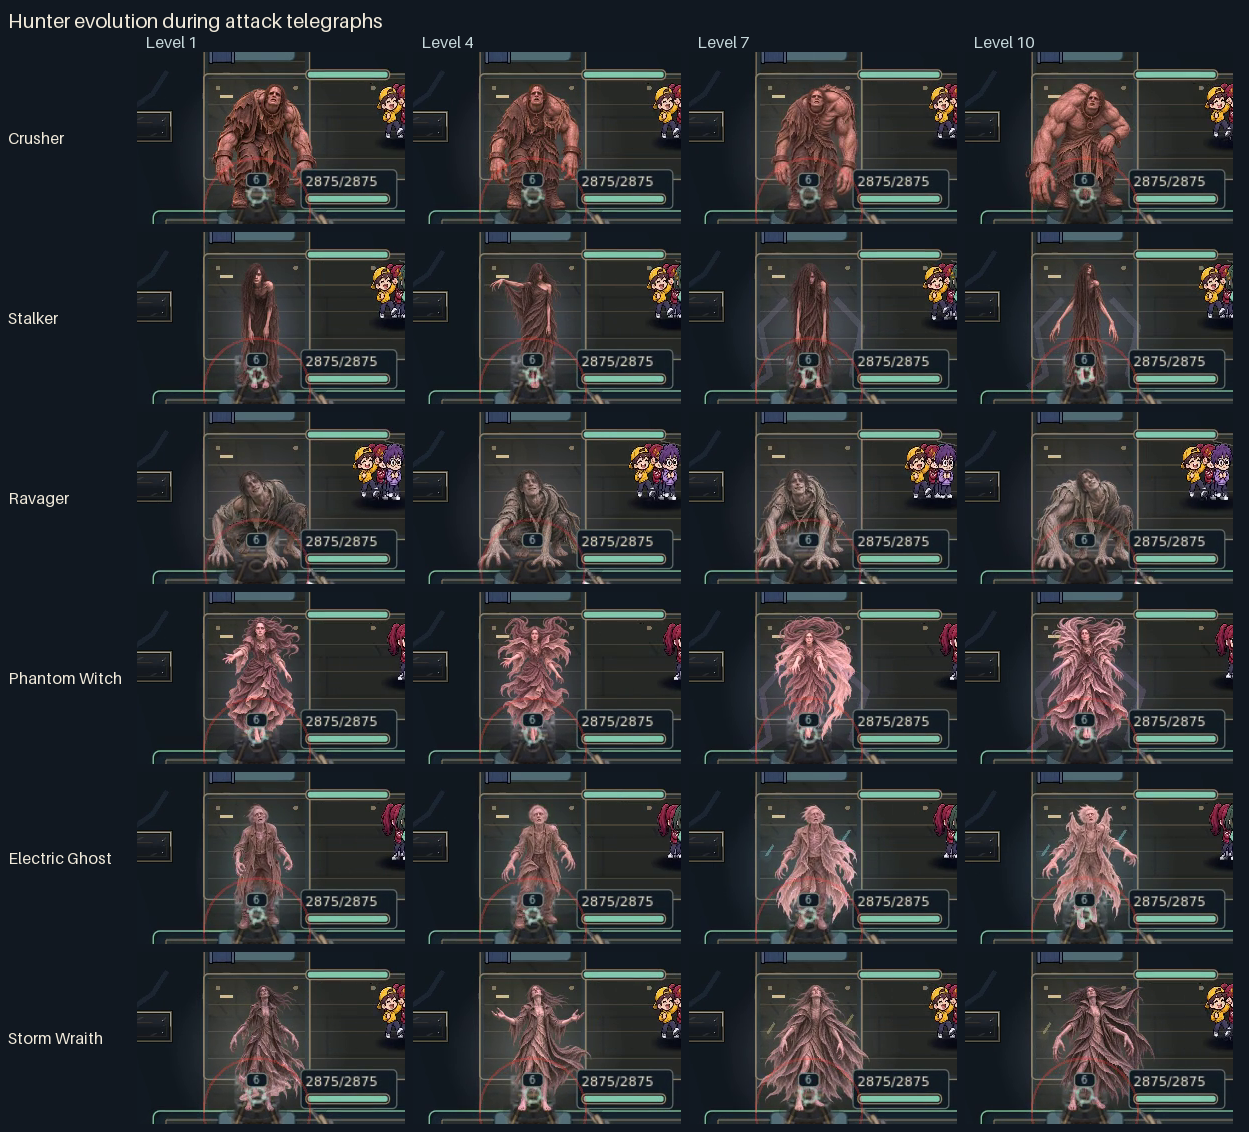 Hunter evolution during attack telegraphs
Level 1 Level 4 Level 7 Level 10
Crusher
6 2875/2875 6 2875/2875 6 2875/2875 6 2875/2875
Stalker
6 2875/2875 6 2875/2875 6 2875/2875 6 2875/2875
Ravager
6 2875/2875 6 2875/2875 6 2875/2875 6 2875/2875
Phantom Witch
6 2875/2875 6 2875/2875 6 2875/2875 6 2875/2875
Electric Ghost
6 2875/2875 6 2875/2875 6 2875/2875 6 2875/2875
Storm Wraith
6 2875/2875 6 2875/2875 6 2875/2875 6 2875/2875